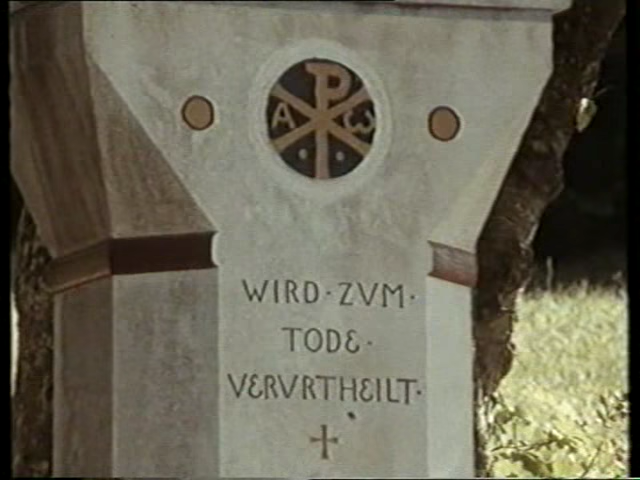 Α ☧ ω
WIRD·ZVM·
TODE·
VERVRTHEILT·